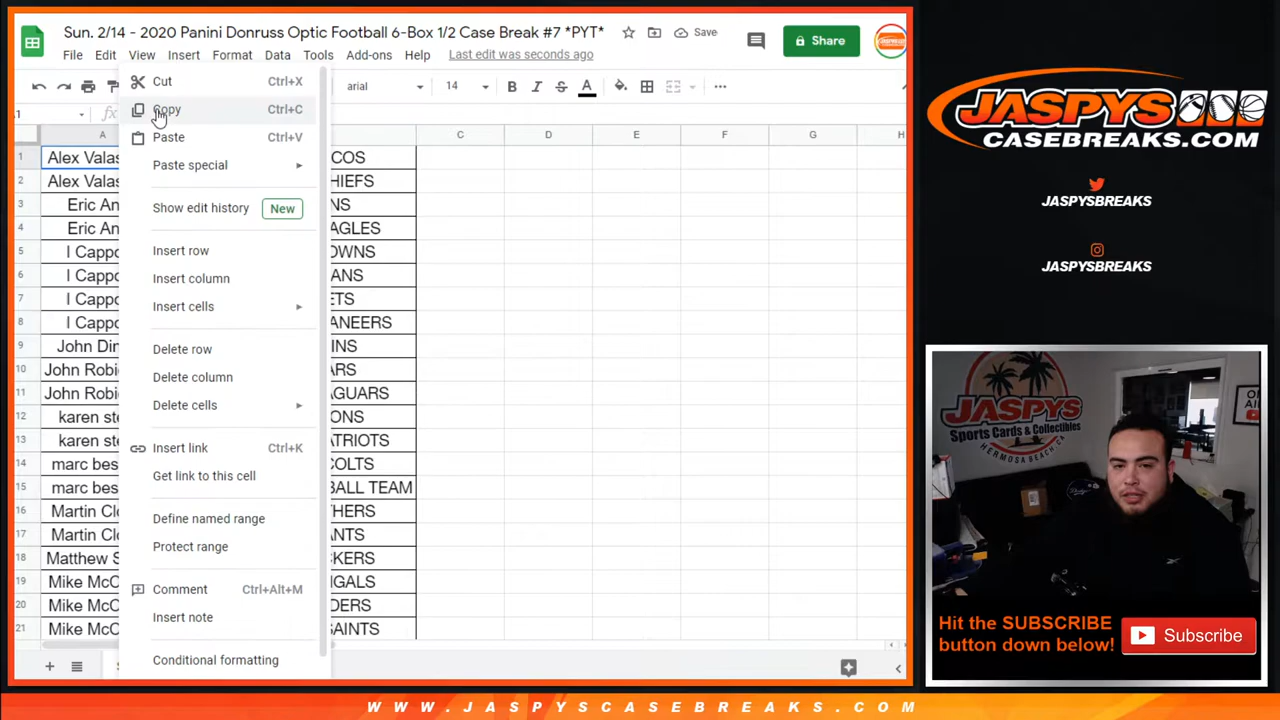 Sun. 2/14 - 2020 Panini Donruss Optic Football 6-Box 1/2 Case Break #7 *PYT*
Save
Share
File Edit View Insert Format Data Tools Add-ons Help Last edit was seconds ago
arial 14 B I S A
Cut Ctrl+X
Copy Ctrl+C
Paste Ctrl+V
Paste special
Show edit history New
Insert row
Insert column
Insert cells
Delete row
Delete column
Delete cells
Insert link Ctrl+K
Get link to this cell
Define named range
Protect range
Comment Ctrl+Alt+M
Insert note
Conditional formatting
A C D E F G H
1 Alex Valas COS
2 Alex Valas HIEFS
3 Eric An NS
4 Eric An AGLES
5 I Cappo OWNS
6 I Cappo ANS
7 I Cappo ETS
8 I Cappo ANEERS
9 John Din INS
10 John Robi ARS
11 John Robi GUARS
12 karen ste ONS
13 karen ste ATRIOTS
14 marc bes COLTS
15 marc bes BALL TEAM
16 Martin Clo THERS
17 Martin Clo ANTS
18 Matthew S CKERS
19 Mike McC NGALS
20 Mike McC DERS
21 Mike McC SAINTS
JASPYS
CASEBREAKS.COM
JASPYSBREAKS
JASPYSBREAKS
JASPYS
Sports Cards & Collectibles
HERMOSA BEACH, CA
Hit the SUBSCRIBE
button down below!
Subscribe
WWW.JASPYSCASEBREAKS.COM